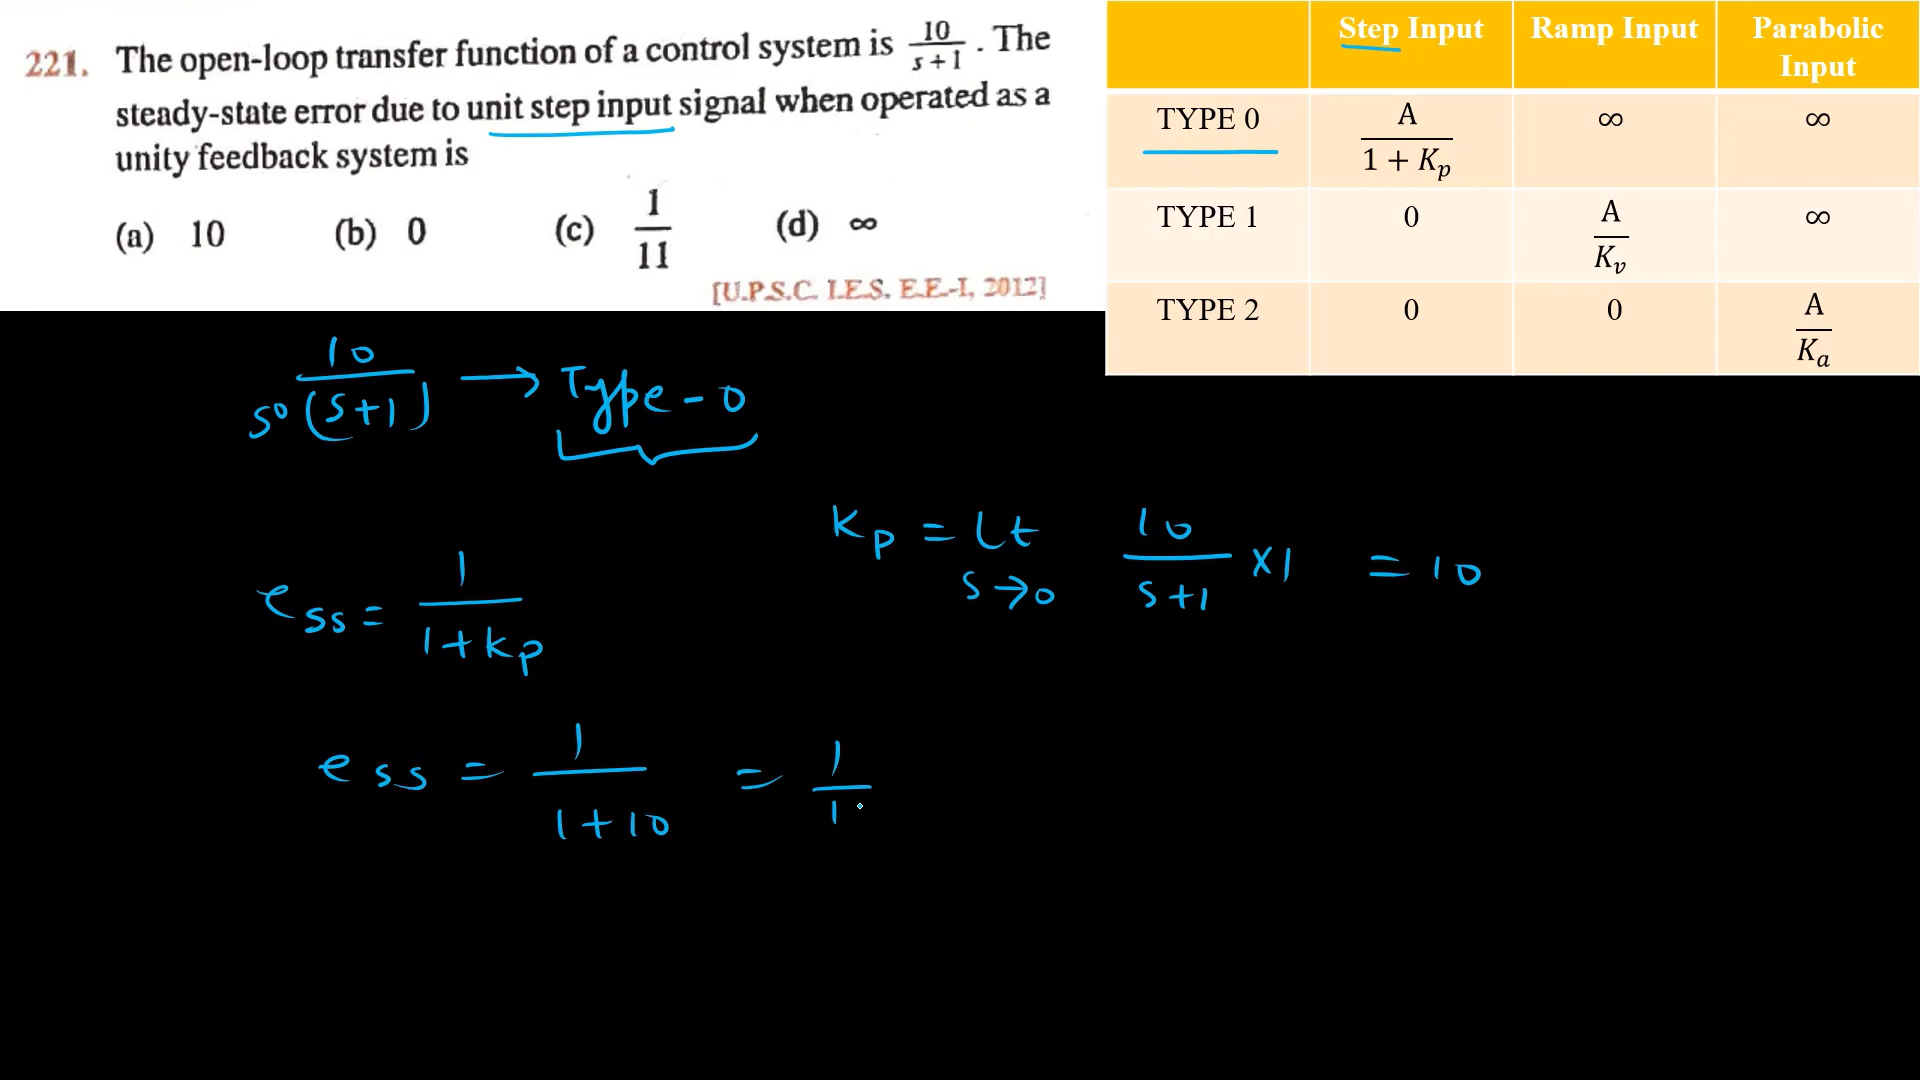 221. The open-loop transfer function of a control system is 10/(s+1). The
steady-state error due to unit step input signal when operated as a
unity feedback system is
(a) 10 (b) 0 (c) 1/11 (d) ∞
[U.P.S.C. I.E.S. E.E.-I, 2012]
Step Input Ramp Input Parabolic Input
TYPE 0 A/(1 + Kₚ) ∞ ∞
TYPE 1 0 A/Kᵥ ∞
TYPE 2 0 0 A/Kₐ
10/(s⁰(s+1)) → Type-0
Kp = Lt s→0 10/(s+1) ×1 = 10
ess = 1/(1+Kp)
ess = 1/(1+10) = 1/1